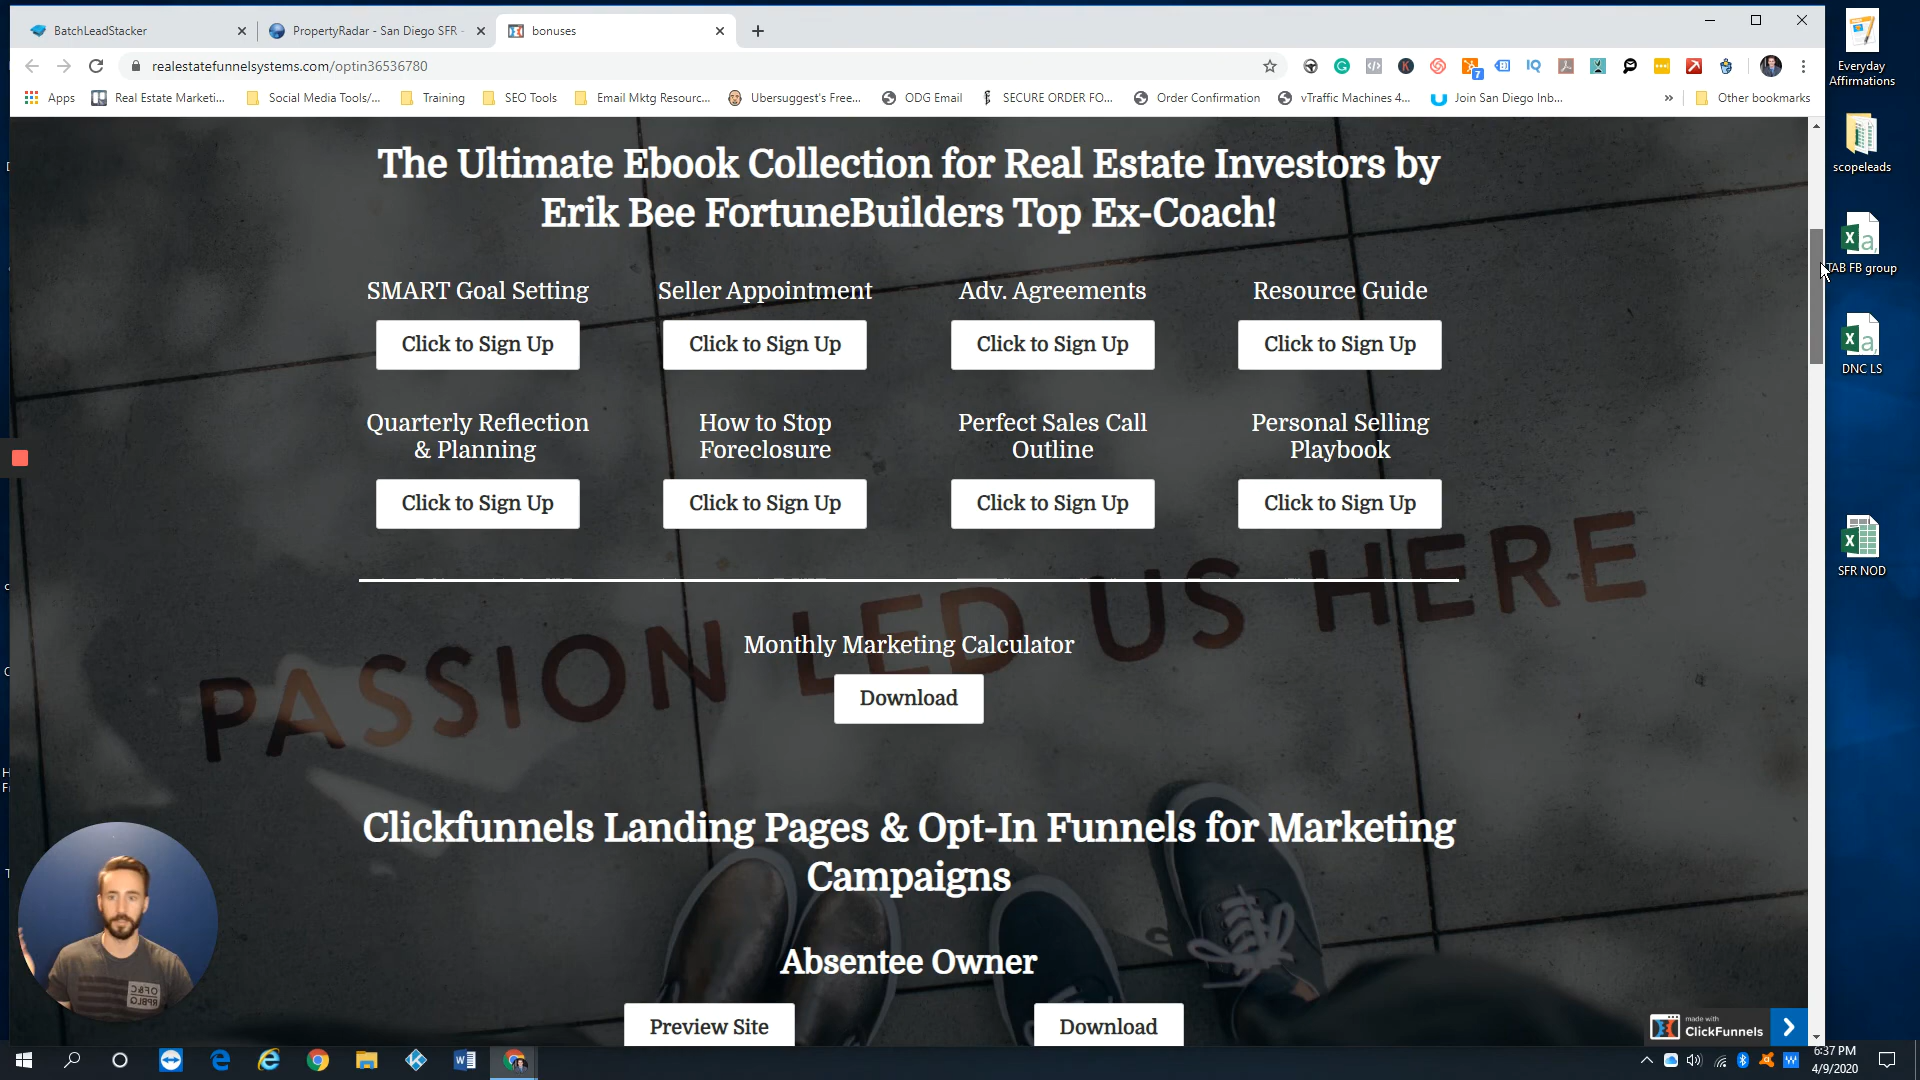 BatchLeadStacker
PropertyRadar - San Diego SFR -
bonuses
realestatefunnelsystems.com/optin36536780
7
IQ
Apps
Real Estate Marketi...
Social Media Tools/...
Training
SEO Tools
Email Mktg Resourc...
Ubersuggest's Free...
ODG Email
SECURE ORDER FO...
Order Confirmation
vTraffic Machines 4...
Join San Diego Inb...
»
Other bookmarks
Everyday
Affirmations
scopeleads
TAB FB group
DNC LS
SFR NOD
The Ultimate Ebook Collection for Real Estate Investors by
Erik Bee FortuneBuilders Top Ex-Coach!
SMART Goal Setting
Seller Appointment
Adv. Agreements
Resource Guide
Click to Sign Up
Click to Sign Up
Click to Sign Up
Click to Sign Up
Quarterly Reflection
& Planning
How to Stop
Foreclosure
Perfect Sales Call
Outline
Personal Selling
Playbook
Click to Sign Up
Click to Sign Up
Click to Sign Up
Click to Sign Up
PASSION LED US HERE
Monthly Marketing Calculator
Download
Clickfunnels Landing Pages & Opt-In Funnels for Marketing
Campaigns
Absentee Owner
Preview Site
Download
made with
ClickFunnels
6:37 PM
4/9/2020